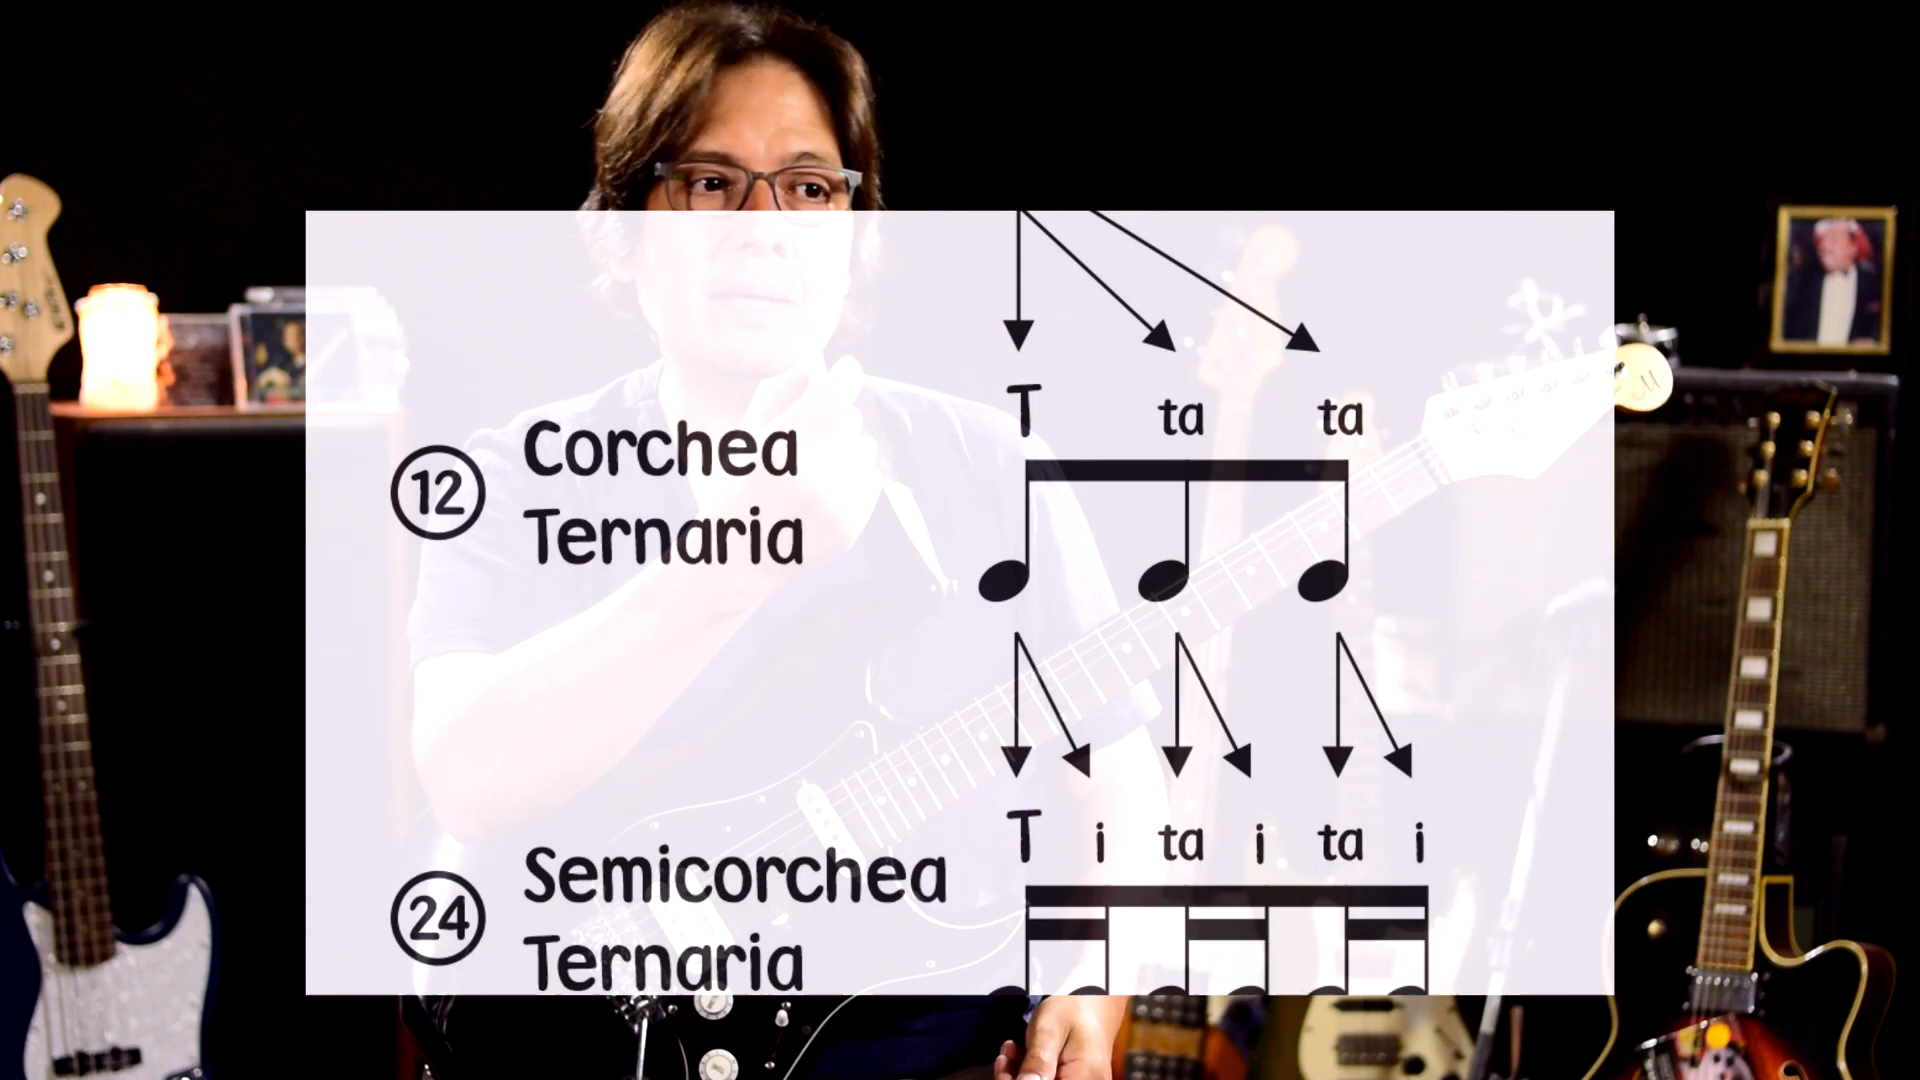 T ta ta
12 Corchea
Ternaria
T i ta i ta i
24 Semicorchea
Ternaria